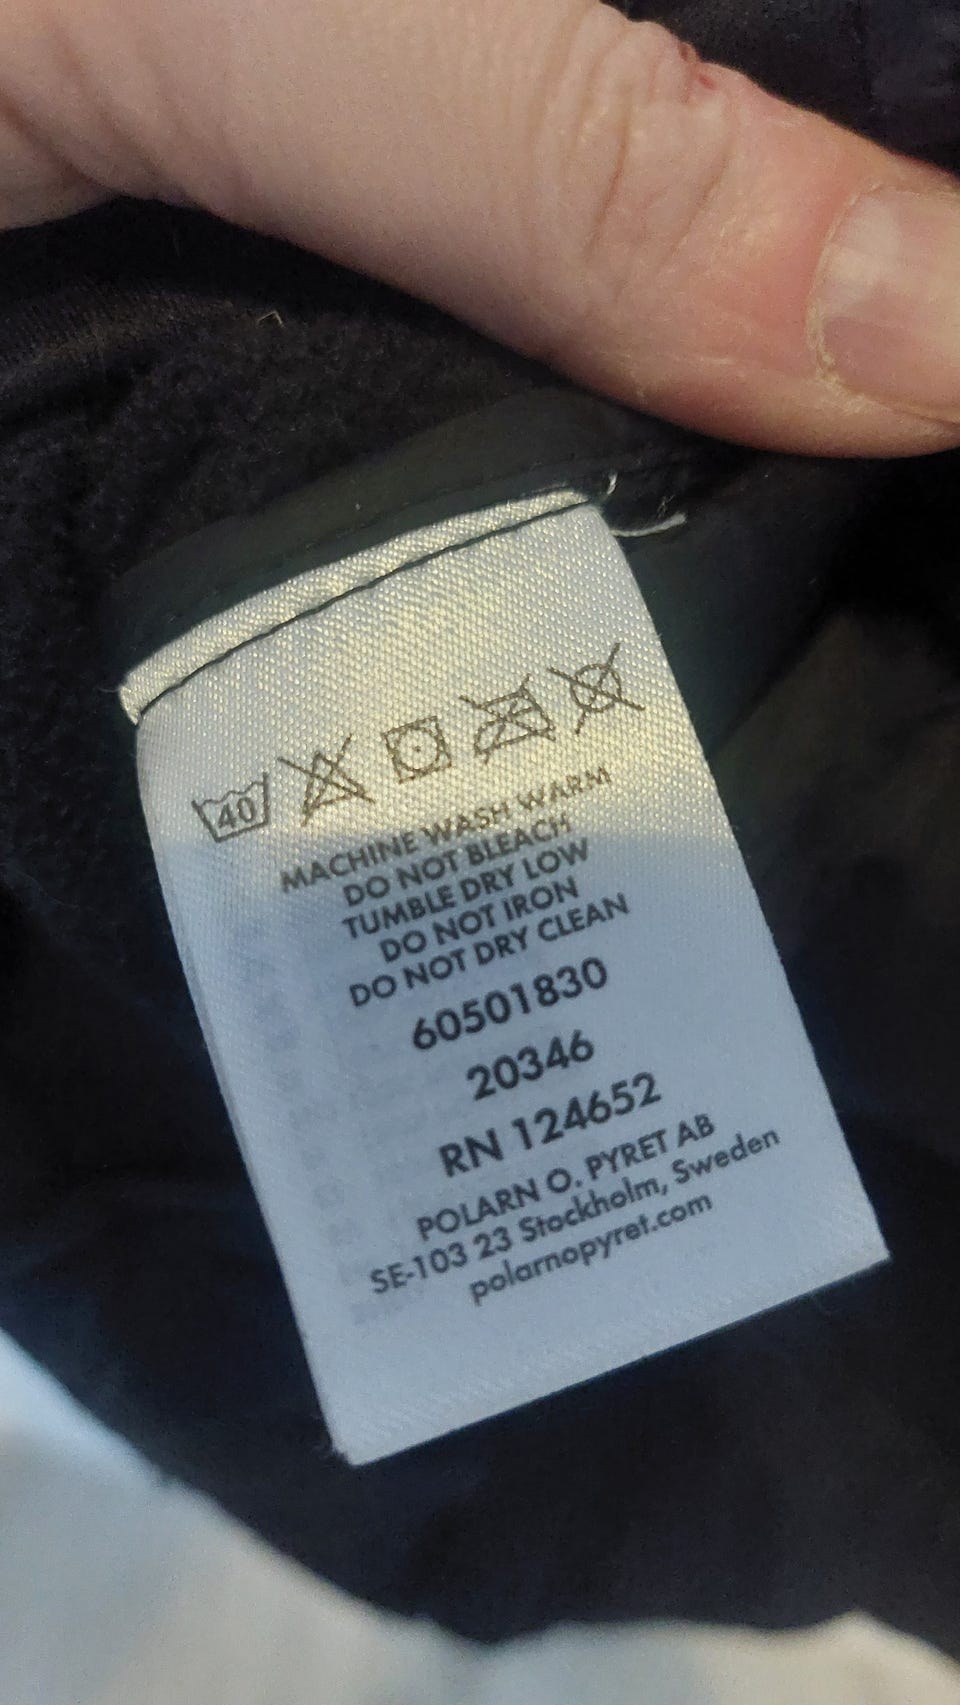 40
MACHINE WASH WARM
DO NOT BLEACH
TUMBLE DRY LOW
DO NOT IRON
DO NOT DRY CLEAN
60501830
20346
RN 124652
POLARN O. PYRET AB
SE-103 23 Stockholm, Sweden
polarnopyret.com